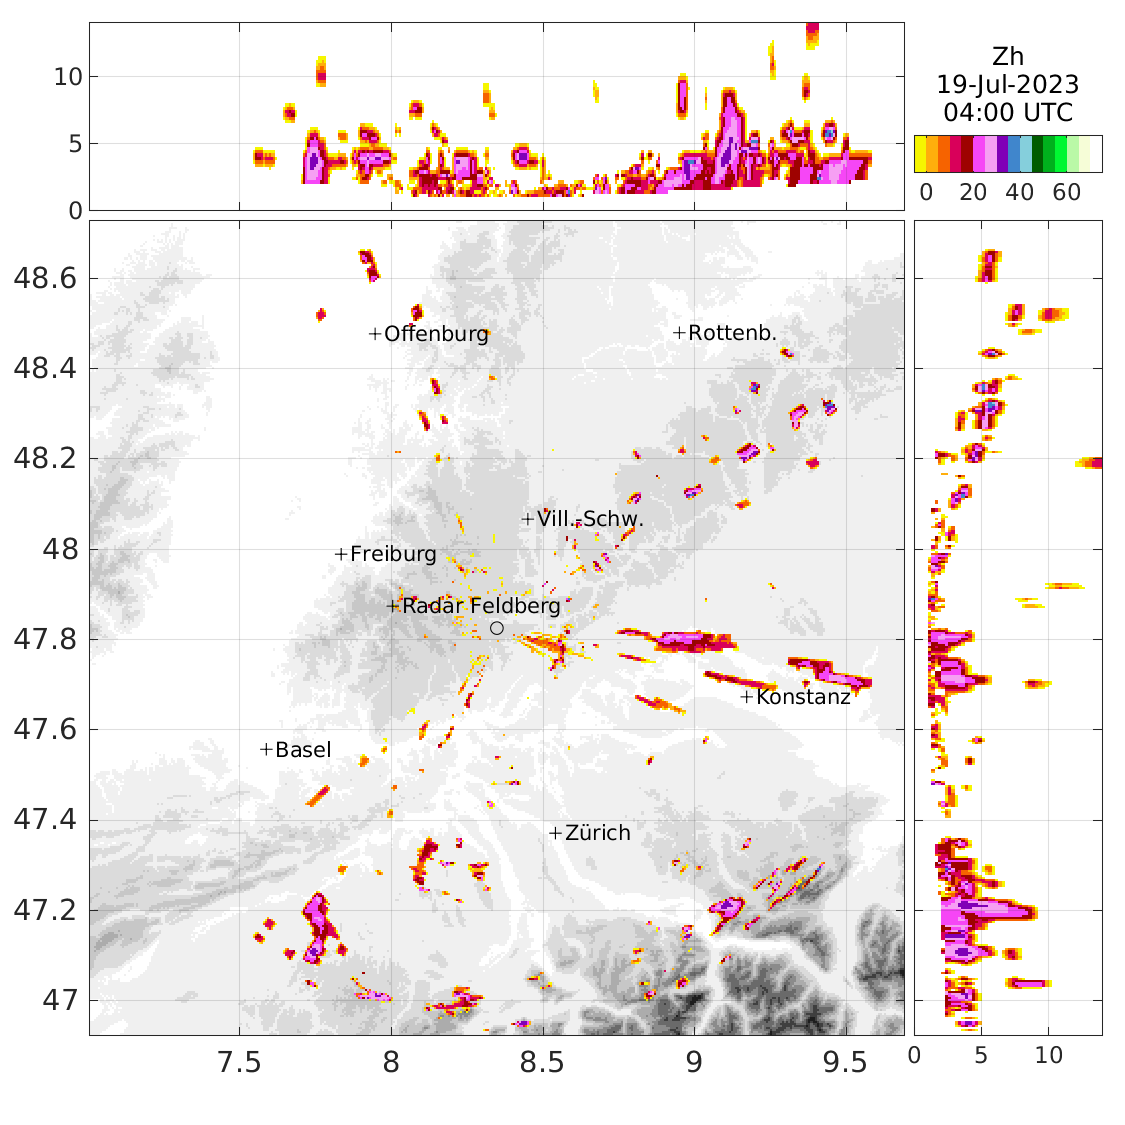 Zh
19-Jul-2023
04:00 UTC
0 20 40 60
10
5
0
48.6
48.4
48.2
48
47.8
47.6
47.4
47.2
47
+Offenburg
+Rottenb.
+Vill.-Schw.
+Freiburg
+Radar Feldberg
+Konstanz
+Basel
+Zürich
7.5 8 8.5 9 9.5
0 5 10